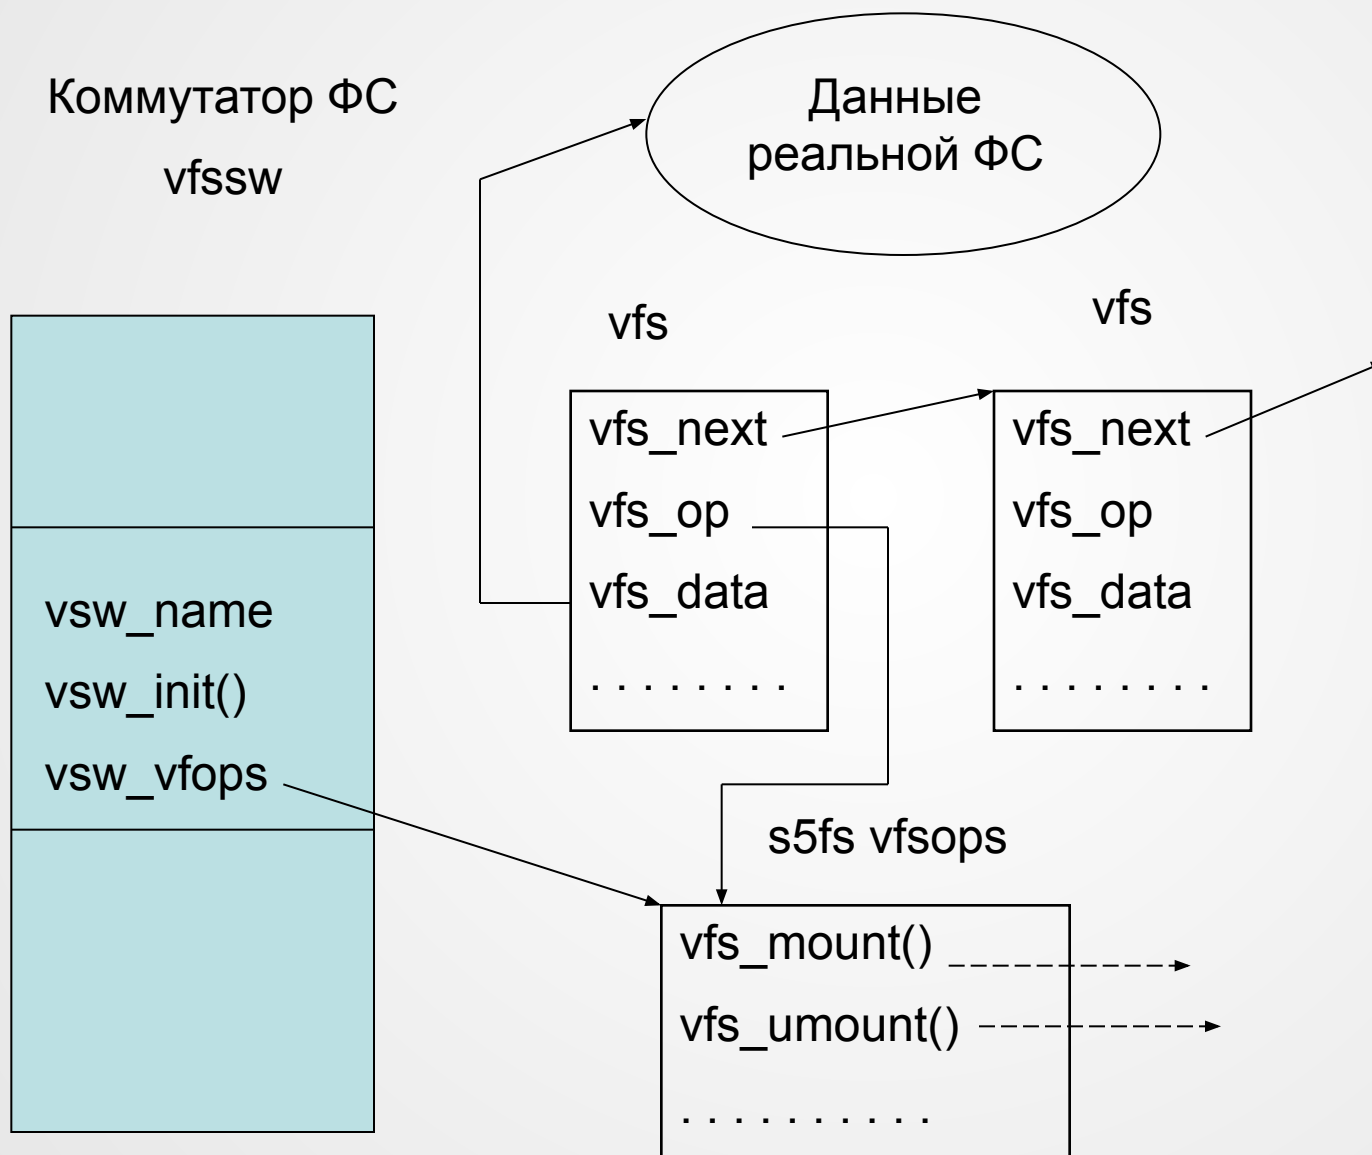 Коммутатор ФС
vfssw
Данные
реальной ФС
vfs
vfs
vfs_next
vfs_op
vfs_data
. . . . . . . .
vfs_next
vfs_op
vfs_data
. . . . . . . .
vsw_name
vsw_init()
vsw_vfops
s5fs vfsops
vfs_mount()
vfs_umount()
. . . . . . . . . .